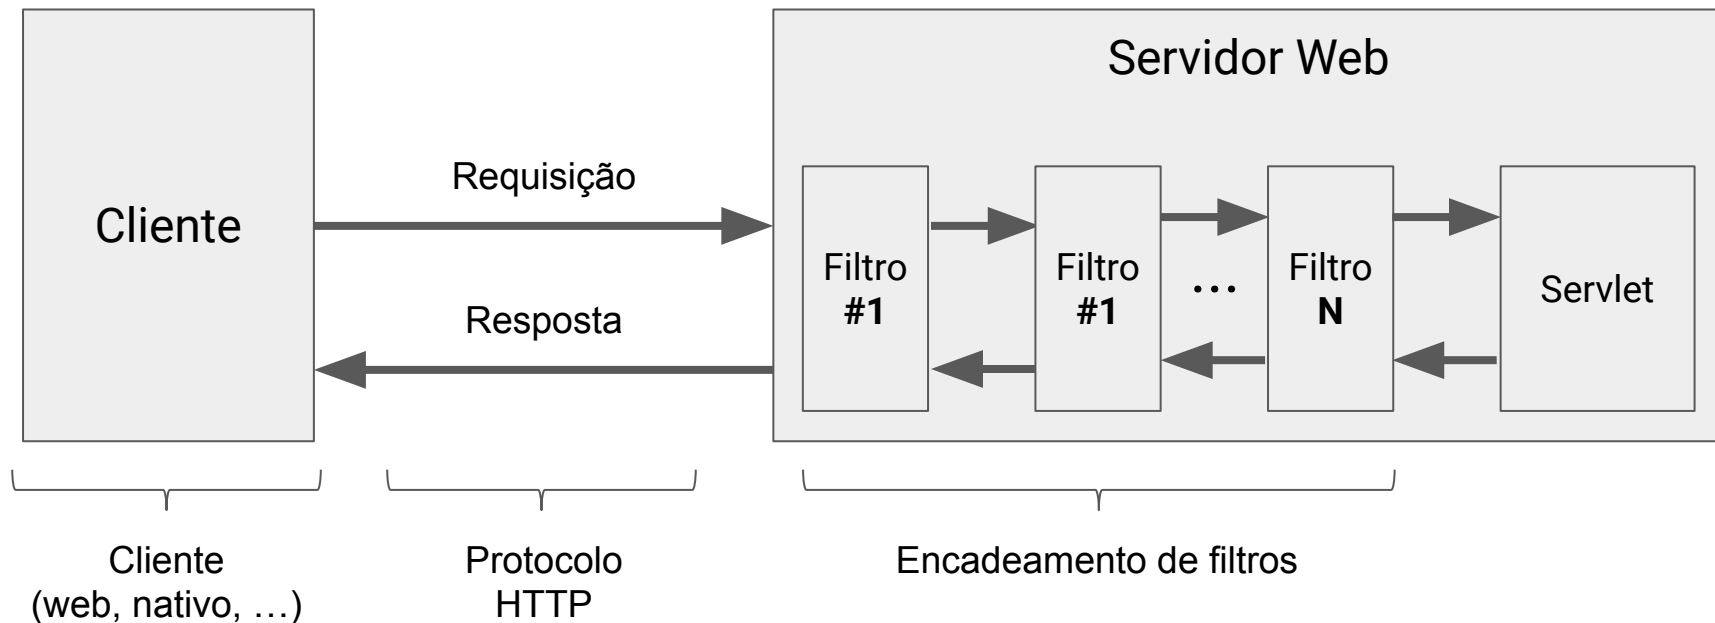 Servidor Web
Requisição
Cliente
Filtro
#1
Filtro
#1
...
Filtro
N
Servlet
Resposta
Cliente
(web, nativo, …)
Protocolo
HTTP
Encadeamento de filtros